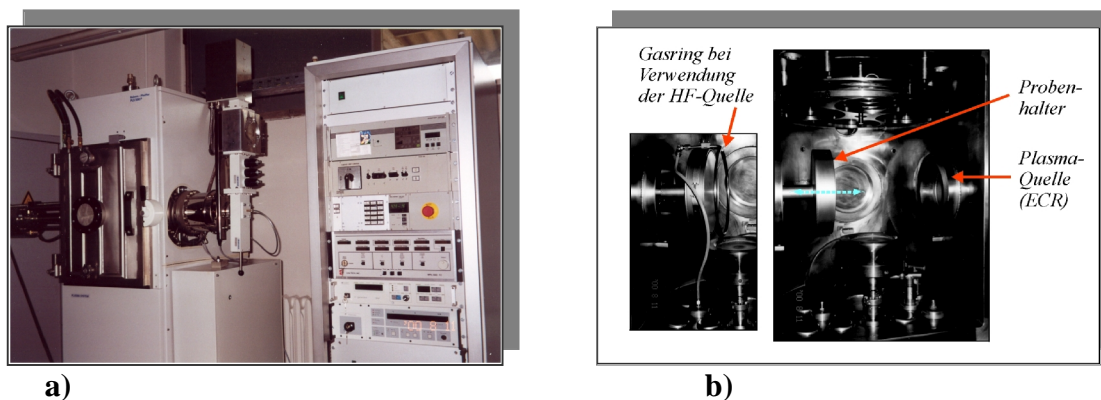 Gasring bei
Verwendung
der HF-Quelle
Proben-
halter
Plasma-
Quelle
(ECR)
a)
b)